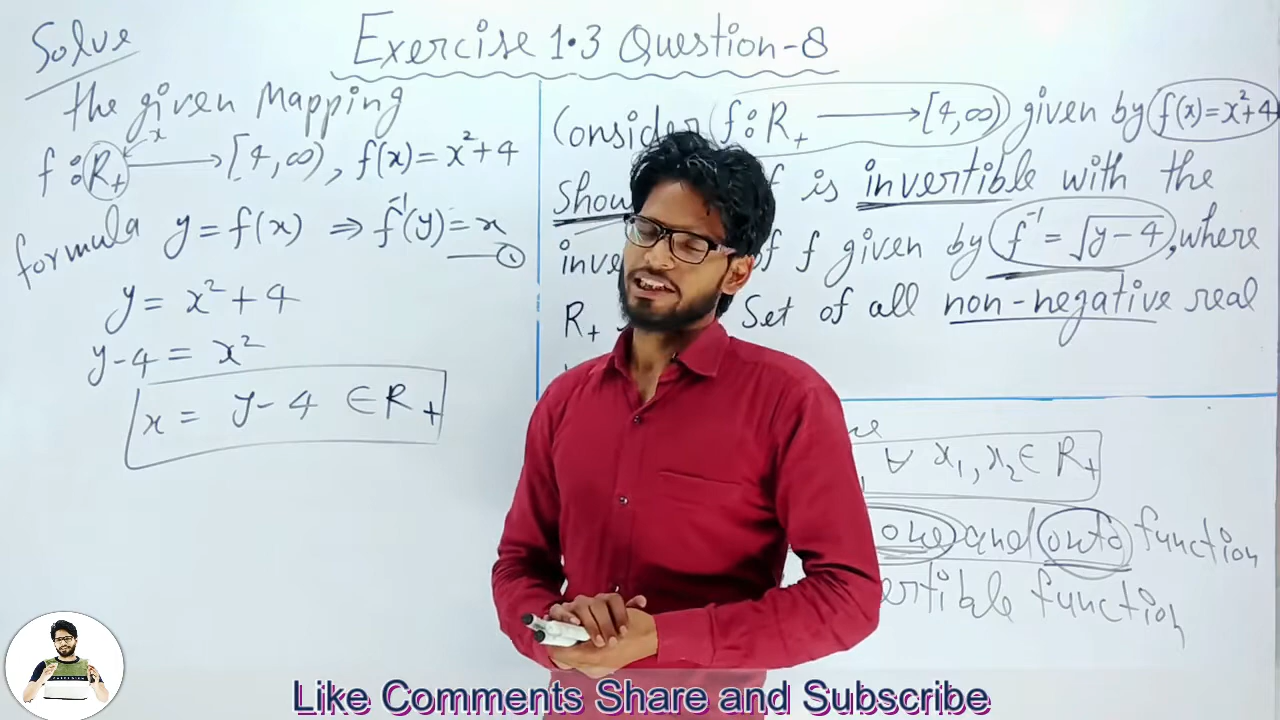 Exercise 1.3 Question-8
Solve
the given Mapping
f: R₊ ⟶ [4,∞), f(x) = x²+4
x
formula y = f(x) ⇒ f⁻¹(y) = x
①
y = x²+4
y-4 = x²
x = y-4 ∈ R₊
Consider f: R₊ ⟶ [4,∞) given by f(x)=x²+4
Show f is invertible with the
of f given by f⁻¹ = √y-4, where
R₊ Set of all non-negative real
∀ x₁, x₂ ∈ R₊
one and onto function
function
Like Comments Share and Subscribe